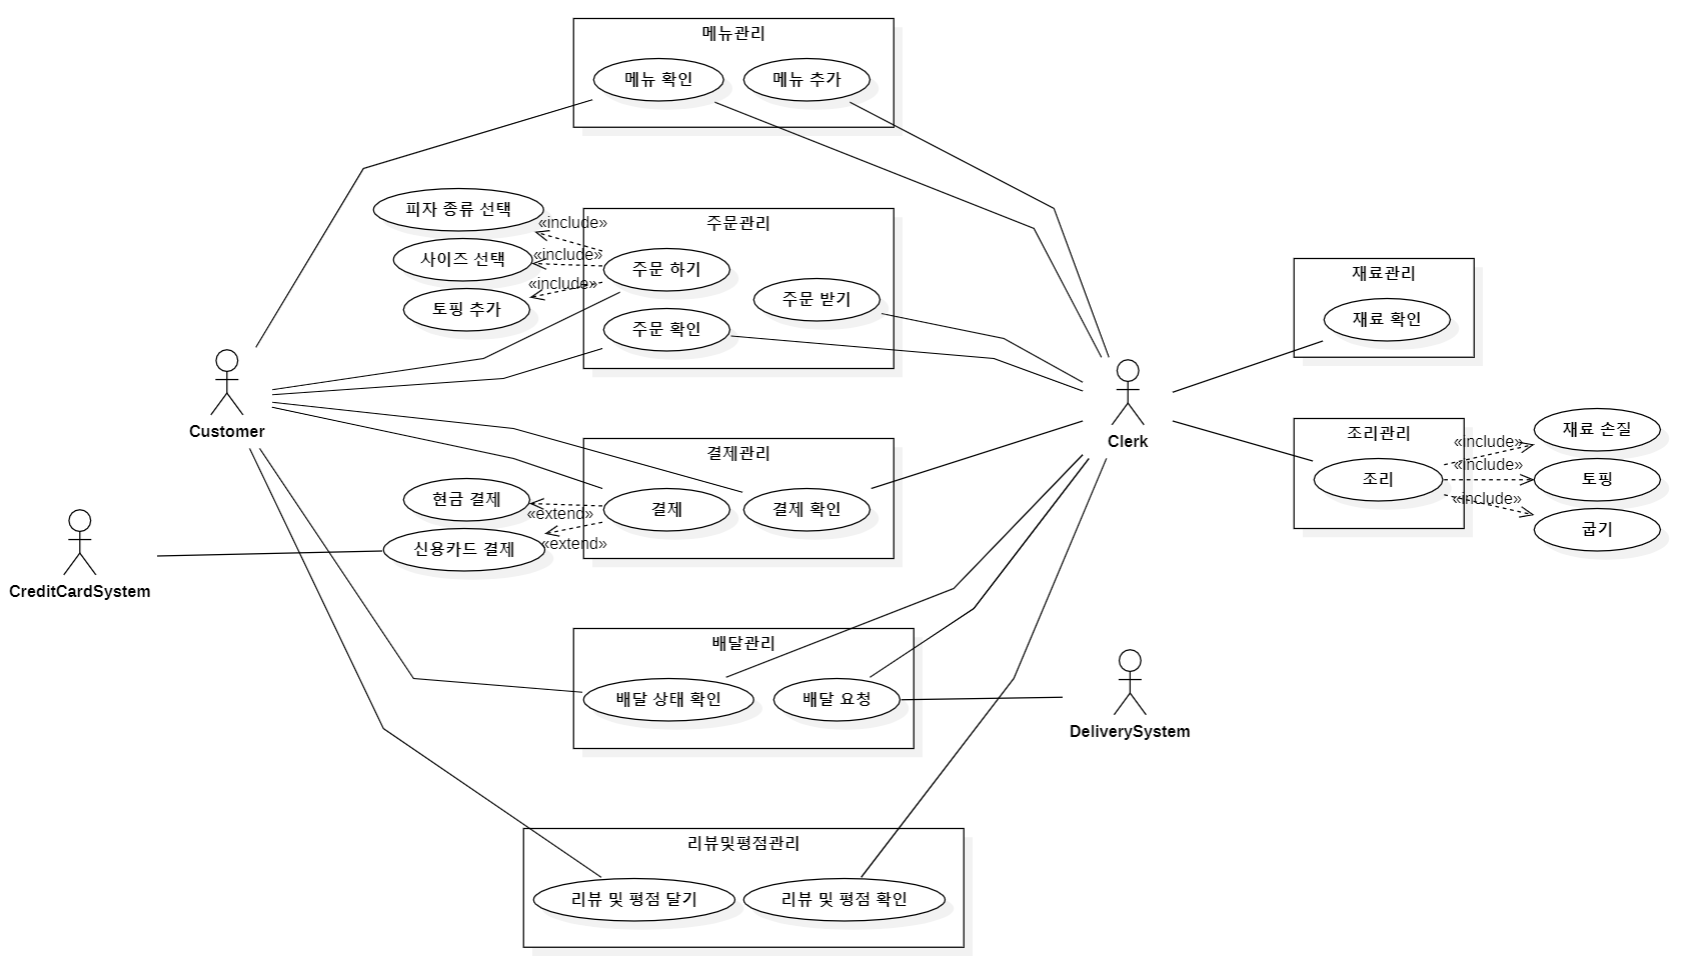 메뉴관리
메뉴 확인
메뉴 추가
피자 종류 선택
«include»
주문관리
사이즈 선택
«include»
주문 하기
토핑 추가
«include»
주문 받기
주문 확인
재료관리
재료 확인
Customer
Clerk
결제관리
현금 결제
«extend»
결제
결제 확인
신용카드 결제
«extend»
CreditCardSystem
조리관리
조리
«include»
재료 손질
«include»
토핑
«include»
굽기
배달관리
배달 상태 확인
배달 요청
DeliverySystem
리뷰및평점관리
리뷰 및 평점 달기
리뷰 및 평점 확인